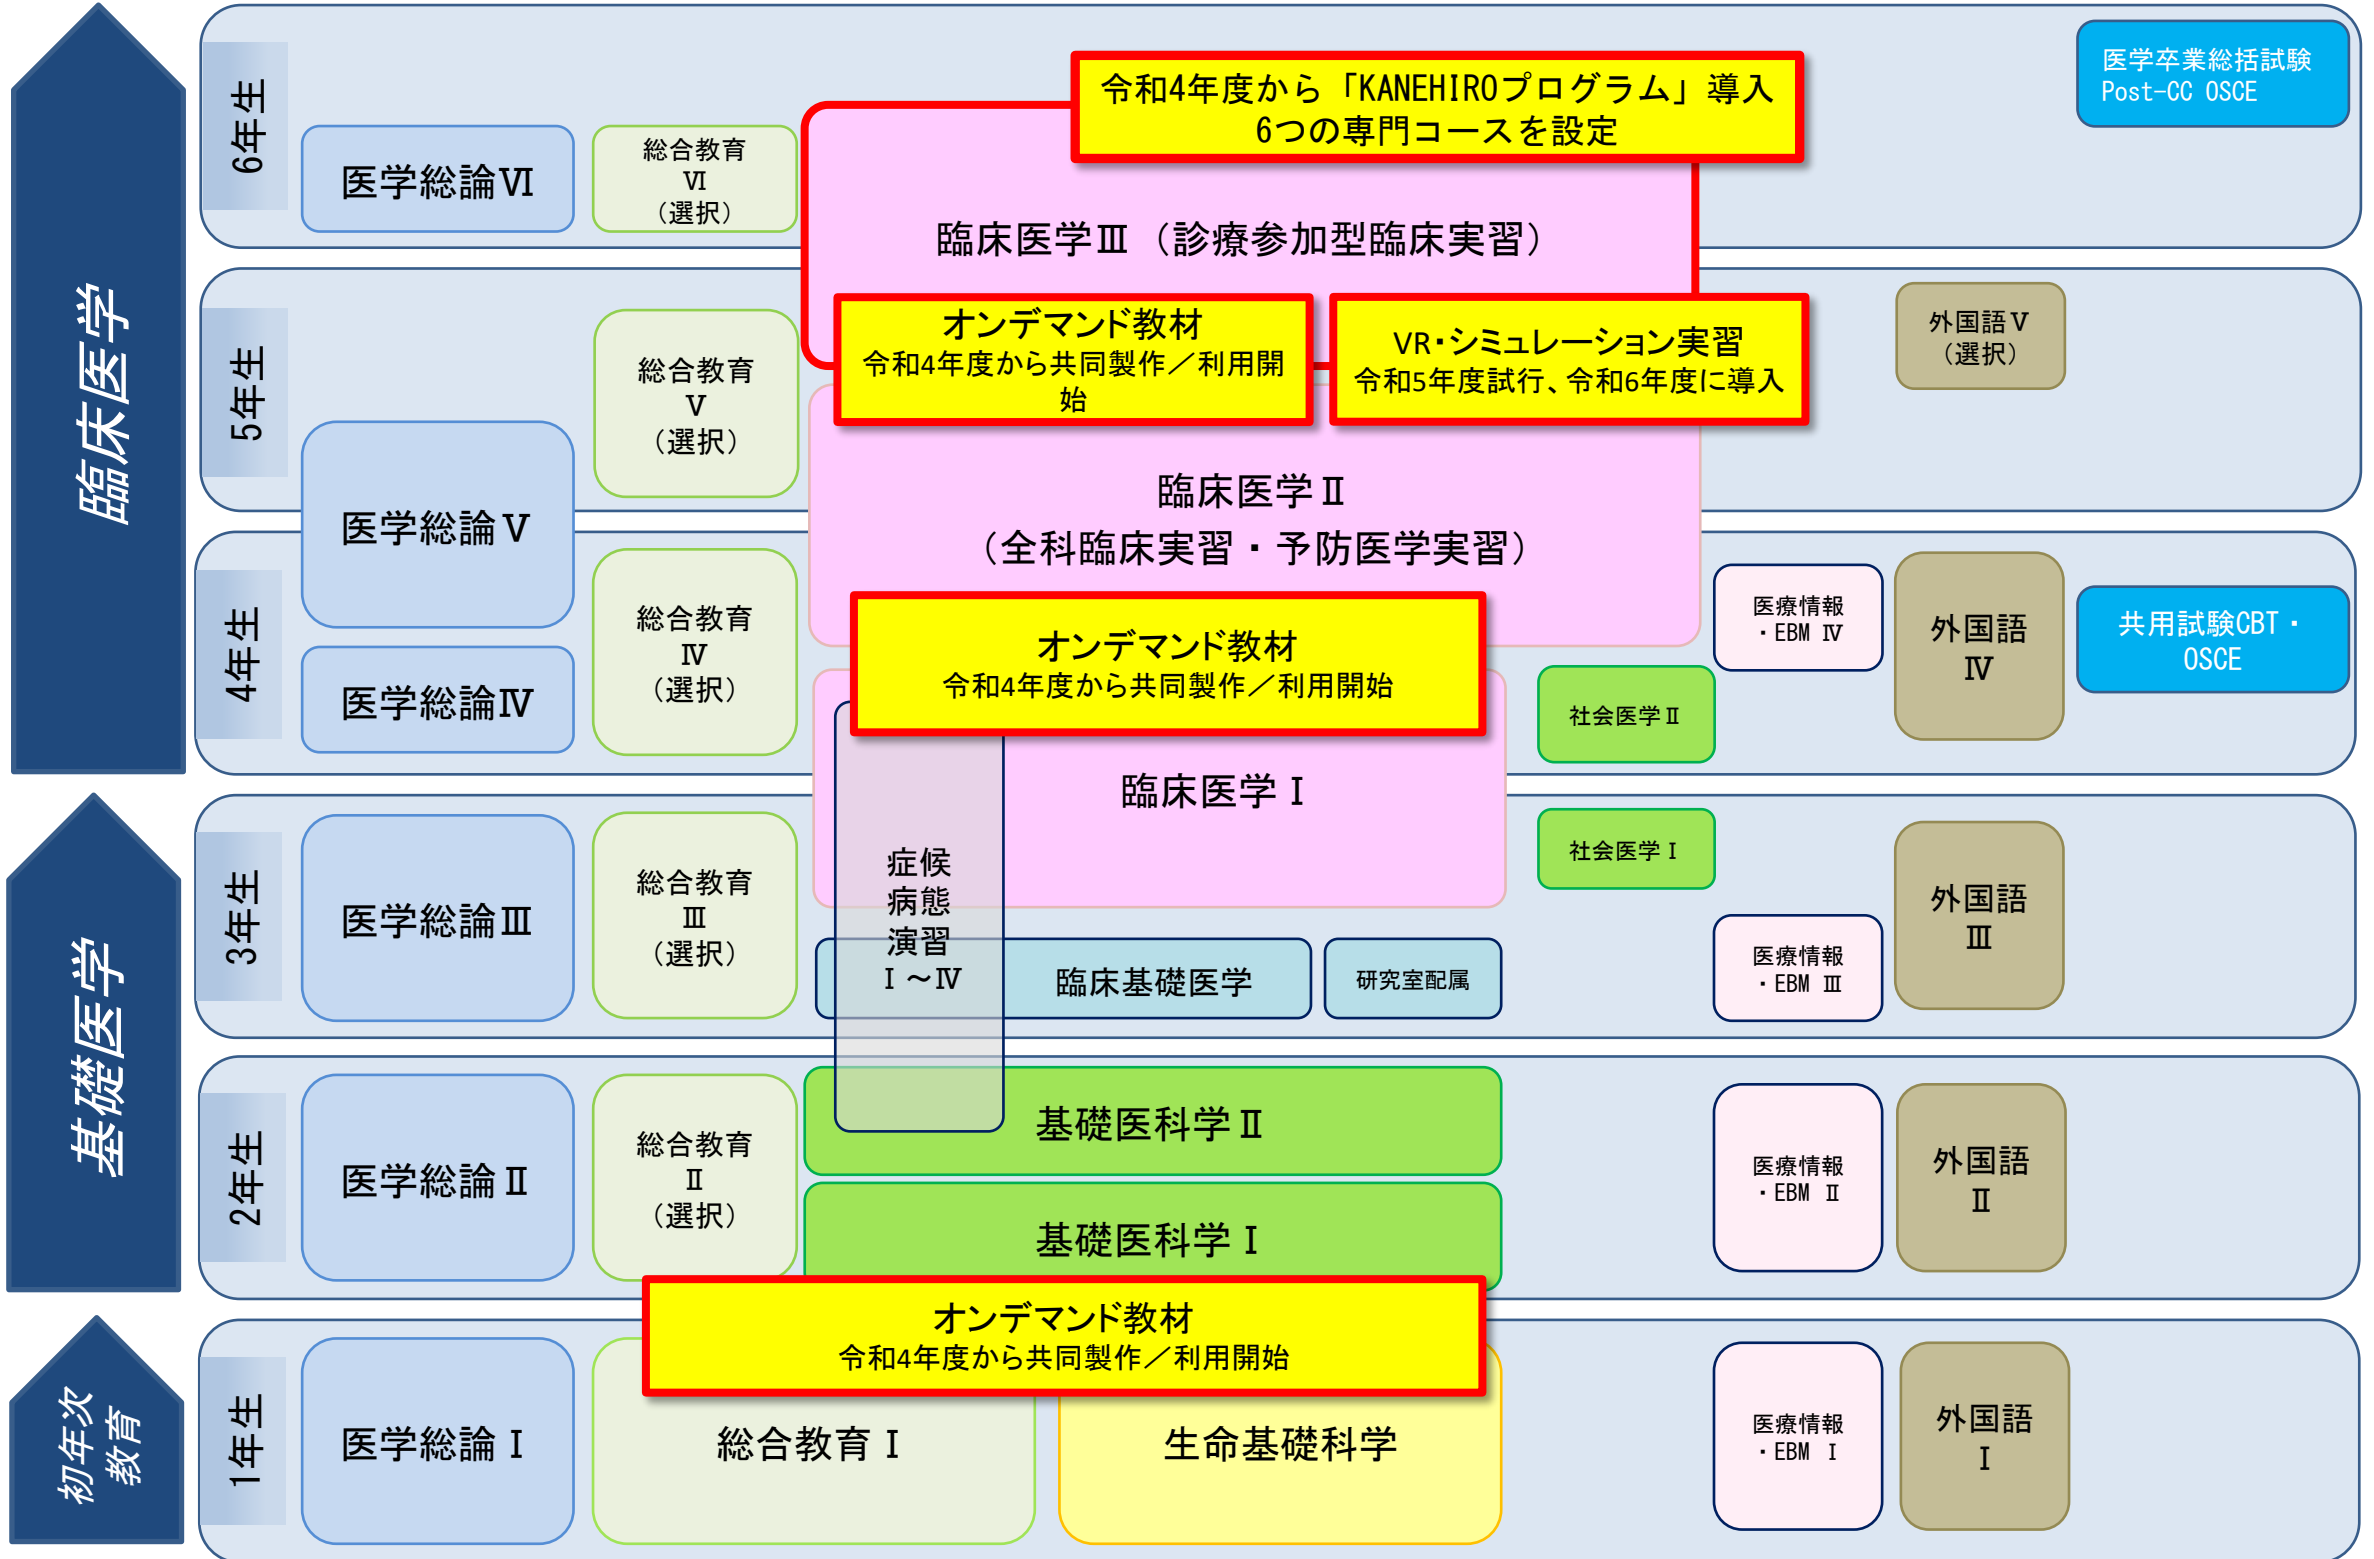 臨床医学
基礎医学
初年次
教育
6年生
医学総論Ⅵ
総合教育
Ⅵ
（選択）
令和4年度から「KANEHIROプログラム」導入
6つの専門コースを設定
臨床医学Ⅲ（診療参加型臨床実習）
医学卒業総括試験
Post-CC OSCE
5年生
総合教育
Ⅴ
（選択）
オンデマンド教材
令和4年度から共同製作／利用開
始
VR・シミュレーション実習
令和5年度試行、令和6年度に導入
外国語Ⅴ
（選択）
医学総論Ⅴ
臨床医学Ⅱ
（全科臨床実習・予防医学実習）
4年生
医学総論Ⅳ
総合教育
Ⅳ
（選択）
オンデマンド教材
令和4年度から共同製作／利用開始
社会医学Ⅱ
医療情報
・EBM Ⅳ
外国語
Ⅳ
共用試験CBT・
OSCE
臨床医学Ⅰ
3年生
医学総論Ⅲ
総合教育
Ⅲ
（選択）
症候
病態
演習
Ⅰ～Ⅳ
臨床基礎医学
研究室配属
社会医学Ⅰ
医療情報
・EBM Ⅲ
外国語
Ⅲ
2年生
医学総論Ⅱ
総合教育
Ⅱ
（選択）
基礎医科学Ⅱ
基礎医科学Ⅰ
医療情報
・EBM Ⅱ
外国語
Ⅱ
オンデマンド教材
令和4年度から共同製作／利用開始
1年生
医学総論Ⅰ
総合教育Ⅰ
生命基礎科学
医療情報
・EBM Ⅰ
外国語
Ⅰ